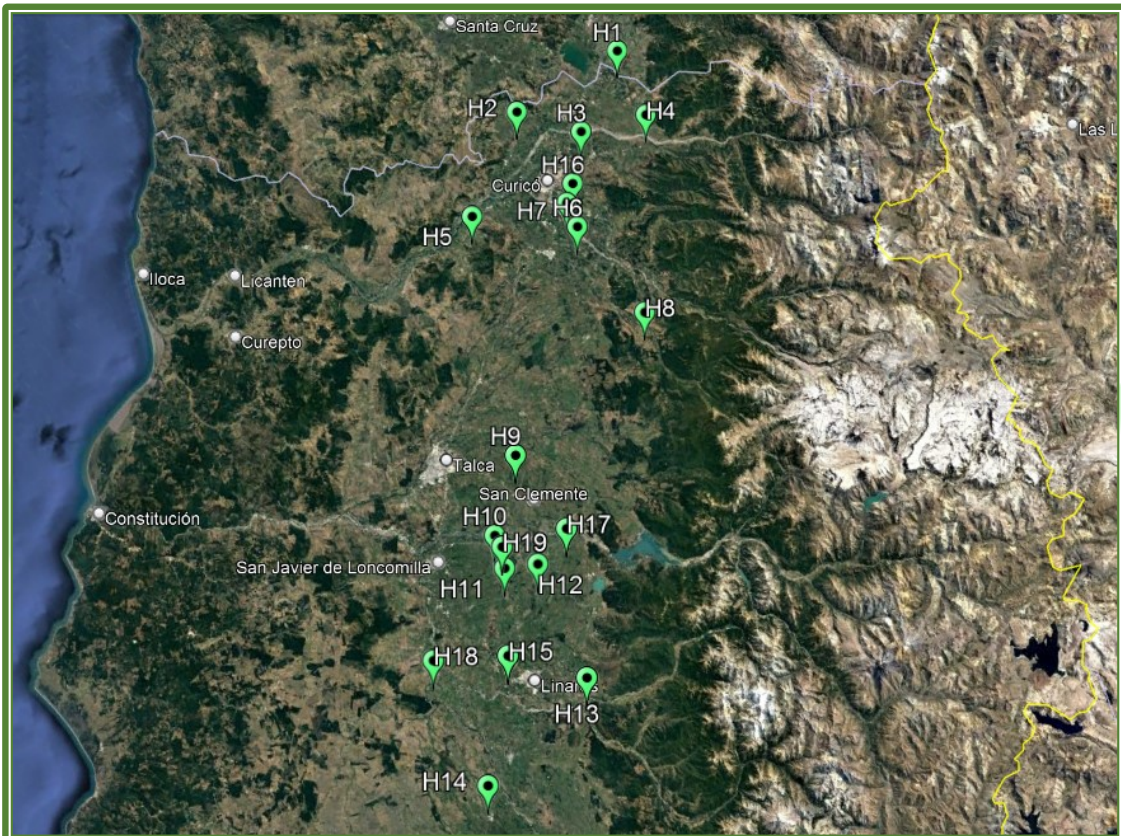 Santa Cruz
H1
H2
H3
H4
Las L
H16
Curicó
H7
H6
H5
Iloca
Licanten
H8
Curepto
H9
Talca
San Clemente
Constitución
H10
H17
H19
San Javier de Loncomilla
H11
H12
H18
H15
Linares
H13
H14